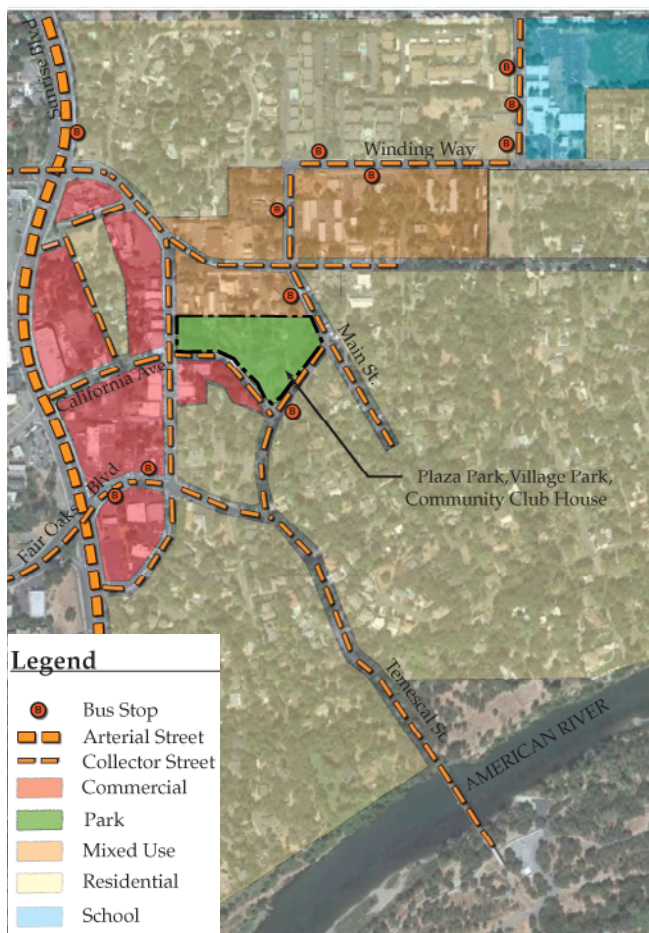 Sunrise Blvd
B
B
B
B
Winding Way
B
B
B
B
Main St.
California Ave
B
Plaza Park,Village Park,
Community Club House
B
B
Fair Oaks Blvd
Temescal St.
AMERICAN RIVER
Legend
B Bus Stop
Arterial Street
Collector Street
Commercial
Park
Mixed Use
Residential
School